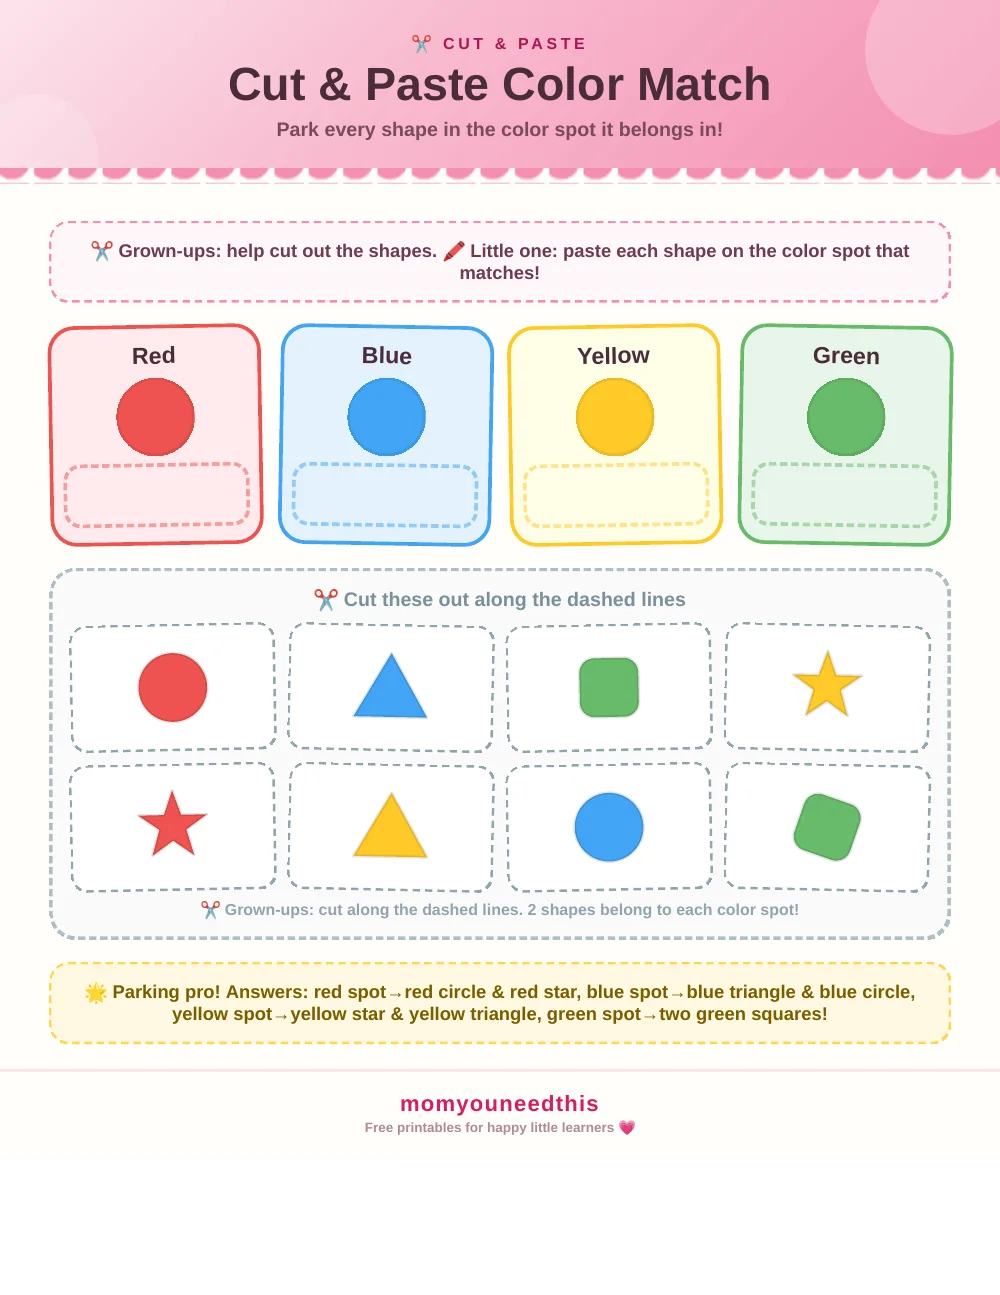 ✂️ CUT & PASTE
Cut & Paste Color Match
Park every shape in the color spot it belongs in!
✂️ Grown-ups: help cut out the shapes. 🖍️ Little one: paste each shape on the color spot that
matches!
Red
Blue
Yellow
Green
✂️ Cut these out along the dashed lines
✂️ Grown-ups: cut along the dashed lines. 2 shapes belong to each color spot!
🌟 Parking pro! Answers: red spot→red circle & red star, blue spot→blue triangle & blue circle,
yellow spot→yellow star & yellow triangle, green spot→two green squares!
momyouneedthis
Free printables for happy little learners 💗